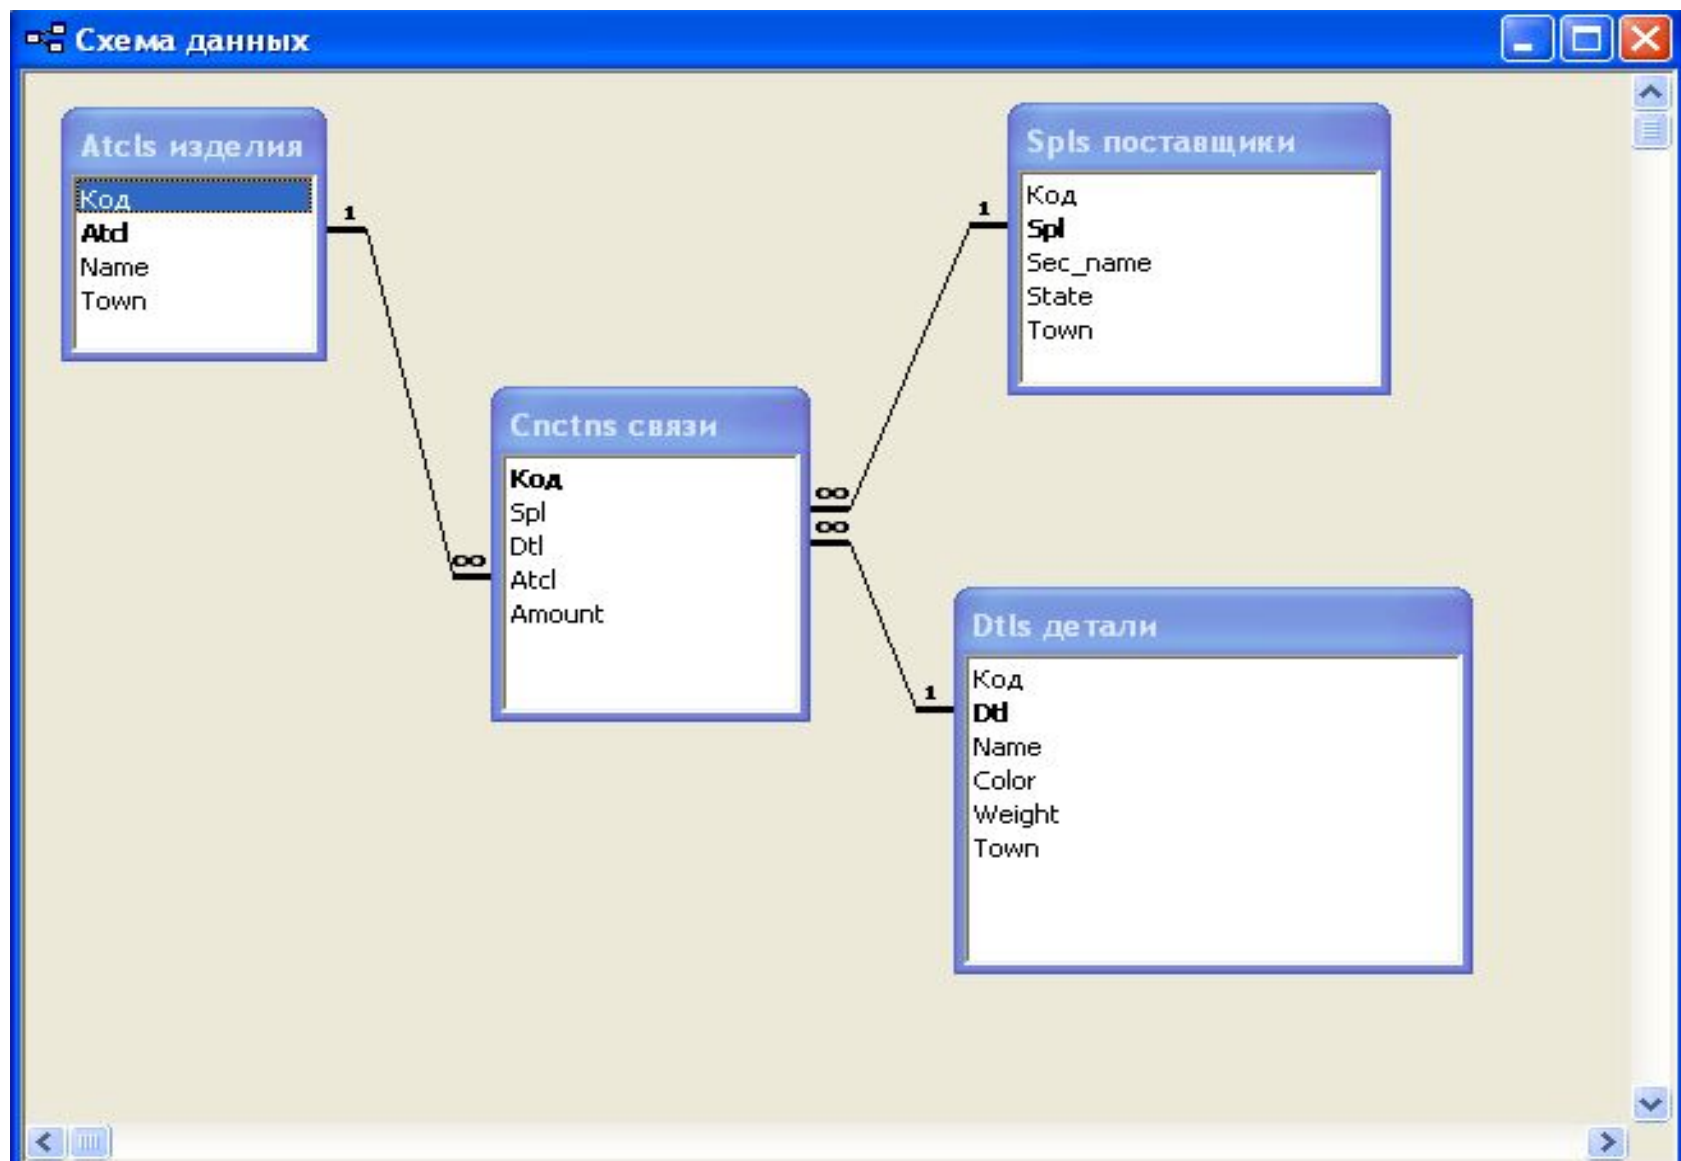 Схема данных
Atcls изделия
Код
Atcl
Name
Town
1
Spls поставщики
Код
Spl
Sec_name
State
Town
1
Cnctns связи
Код
Spl
Dtl
Atcl
Amount
∞
∞
∞
Dtls детали
Код
Dtl
Name
Color
Weight
Town
1